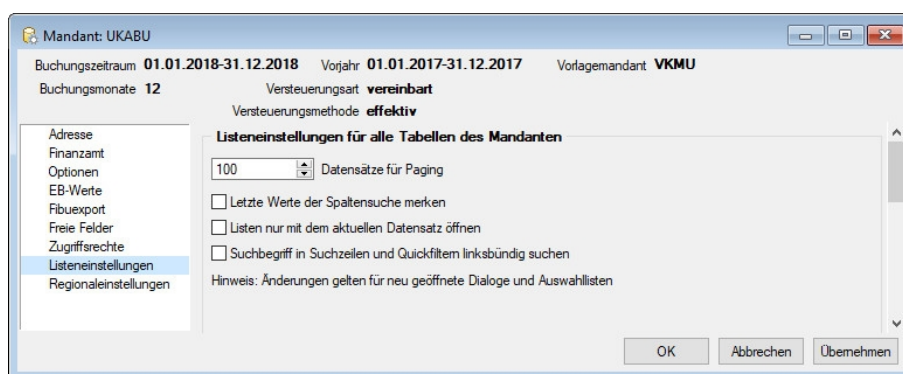 Mandant: UKABU
Buchungszeitraum 01.01.2018-31.12.2018 Vorjahr 01.01.2017-31.12.2017 Vorlagemandant VKMU
Buchungsmonate 12 Versteuerungsart vereinbart
Versteuerungsmethode effektiv
Adresse
Finanzamt
Optionen
EB-Werte
Fibuexport
Freie Felder
Zugriffsrechte
Listeneinstellungen
Regionaleinstellungen
Listeneinstellungen für alle Tabellen des Mandanten
100 Datensätze für Paging
Letzte Werte der Spaltensuche merken
Listen nur mit dem aktuellen Datensatz öffnen
Suchbegriff in Suchzeilen und Quickfiltern linksbündig suchen
Hinweis: Änderungen gelten für neu geöffnete Dialoge und Auswahllisten
OK Abbrechen Übernehmen